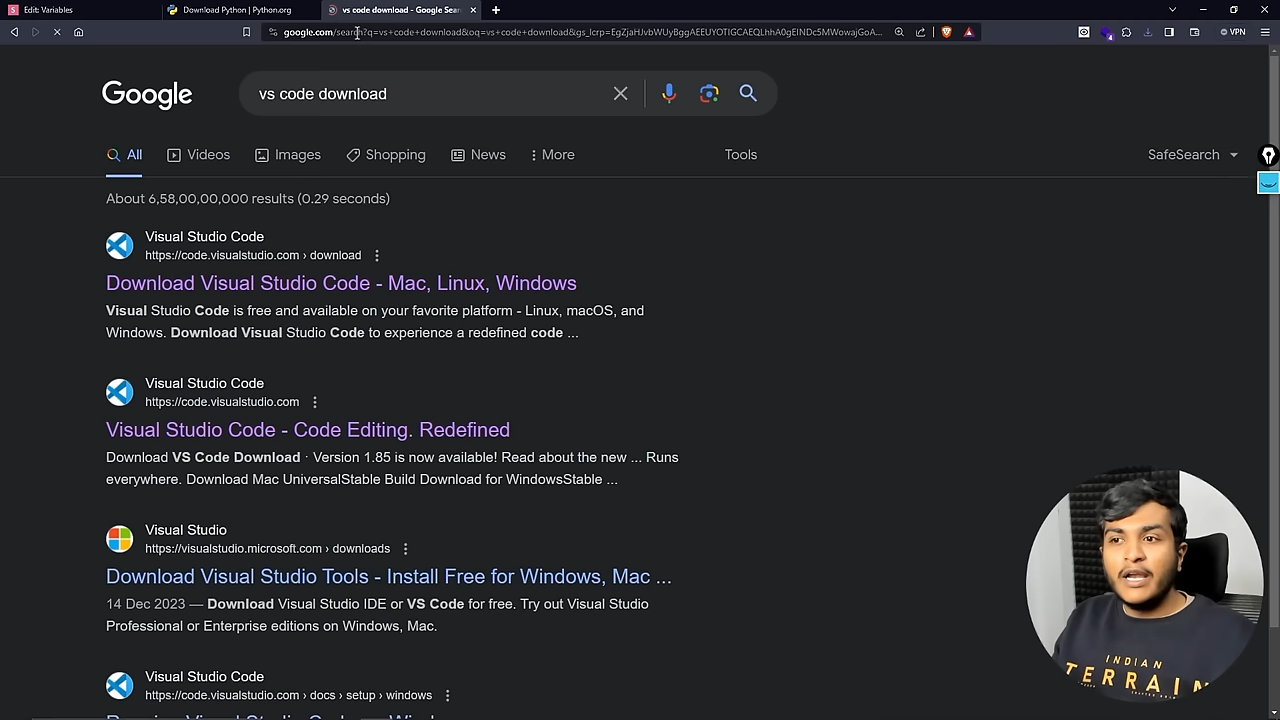 Edit: Variables
Download Python | Python.org
vs code download - Google Sear
google.com/search?q=vs+code+download&oq=vs+code+download&gs_lcrp=EgZjaHJvbWUyBggAEEUYOTIGCAEQLhhA0gEINDc5MWowajGoA...
VPN
Google
vs code download
All
Videos
Images
Shopping
News
More
Tools
SafeSearch
About 6,58,00,00,000 results (0.29 seconds)
Visual Studio Code
https://code.visualstudio.com › download
Download Visual Studio Code - Mac, Linux, Windows
Visual Studio Code is free and available on your favorite platform - Linux, macOS, and
Windows. Download Visual Studio Code to experience a redefined code ...
Visual Studio Code
https://code.visualstudio.com
Visual Studio Code - Code Editing. Redefined
Download VS Code Download · Version 1.85 is now available! Read about the new ... Runs
everywhere. Download Mac UniversalStable Build Download for WindowsStable ...
Visual Studio
https://visualstudio.microsoft.com › downloads
Download Visual Studio Tools - Install Free for Windows, Mac ...
14 Dec 2023 — Download Visual Studio IDE or VS Code for free. Try out Visual Studio
Professional or Enterprise editions on Windows, Mac.
Visual Studio Code
https://code.visualstudio.com › docs › setup › windows
INDIAN
TERRAIN